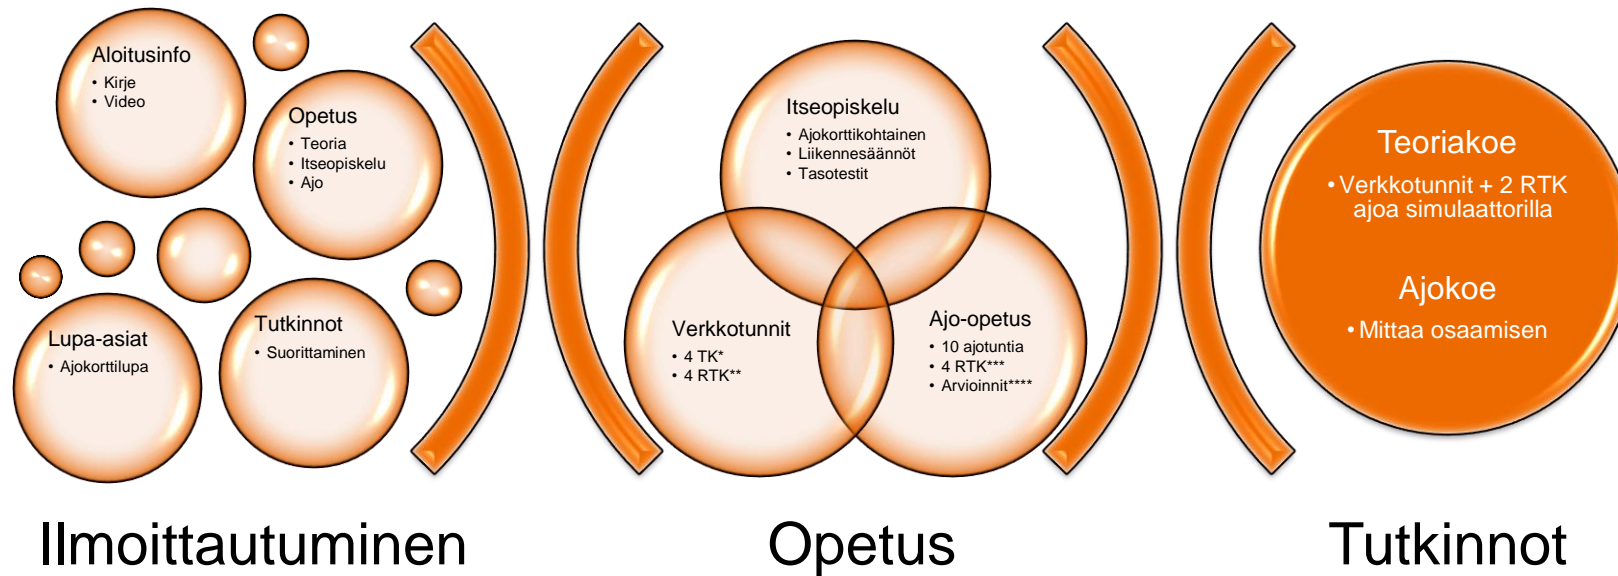 Aloitusinfo
• Kirje
• Video
Opetus
• Teoria
• Itseopiskelu
• Ajo
Lupa-asiat
• Ajokorttilupa
Tutkinnot
• Suorittaminen
Ilmoittautuminen
Itseopiskelu
• Ajokorttikohtainen
• Liikennesäännöt
• Tasotestit
Verkkotunnit
• 4 TK*
• 4 RTK**
Ajo-opetus
• 10 ajotuntia
• 4 RTK***
• Arvioinnit****
Opetus
Teoriakoe
• Verkkotunnit + 2 RTK
ajoa simulaattorilla
Ajokoe
• Mittaa osaamisen
Tutkinnot